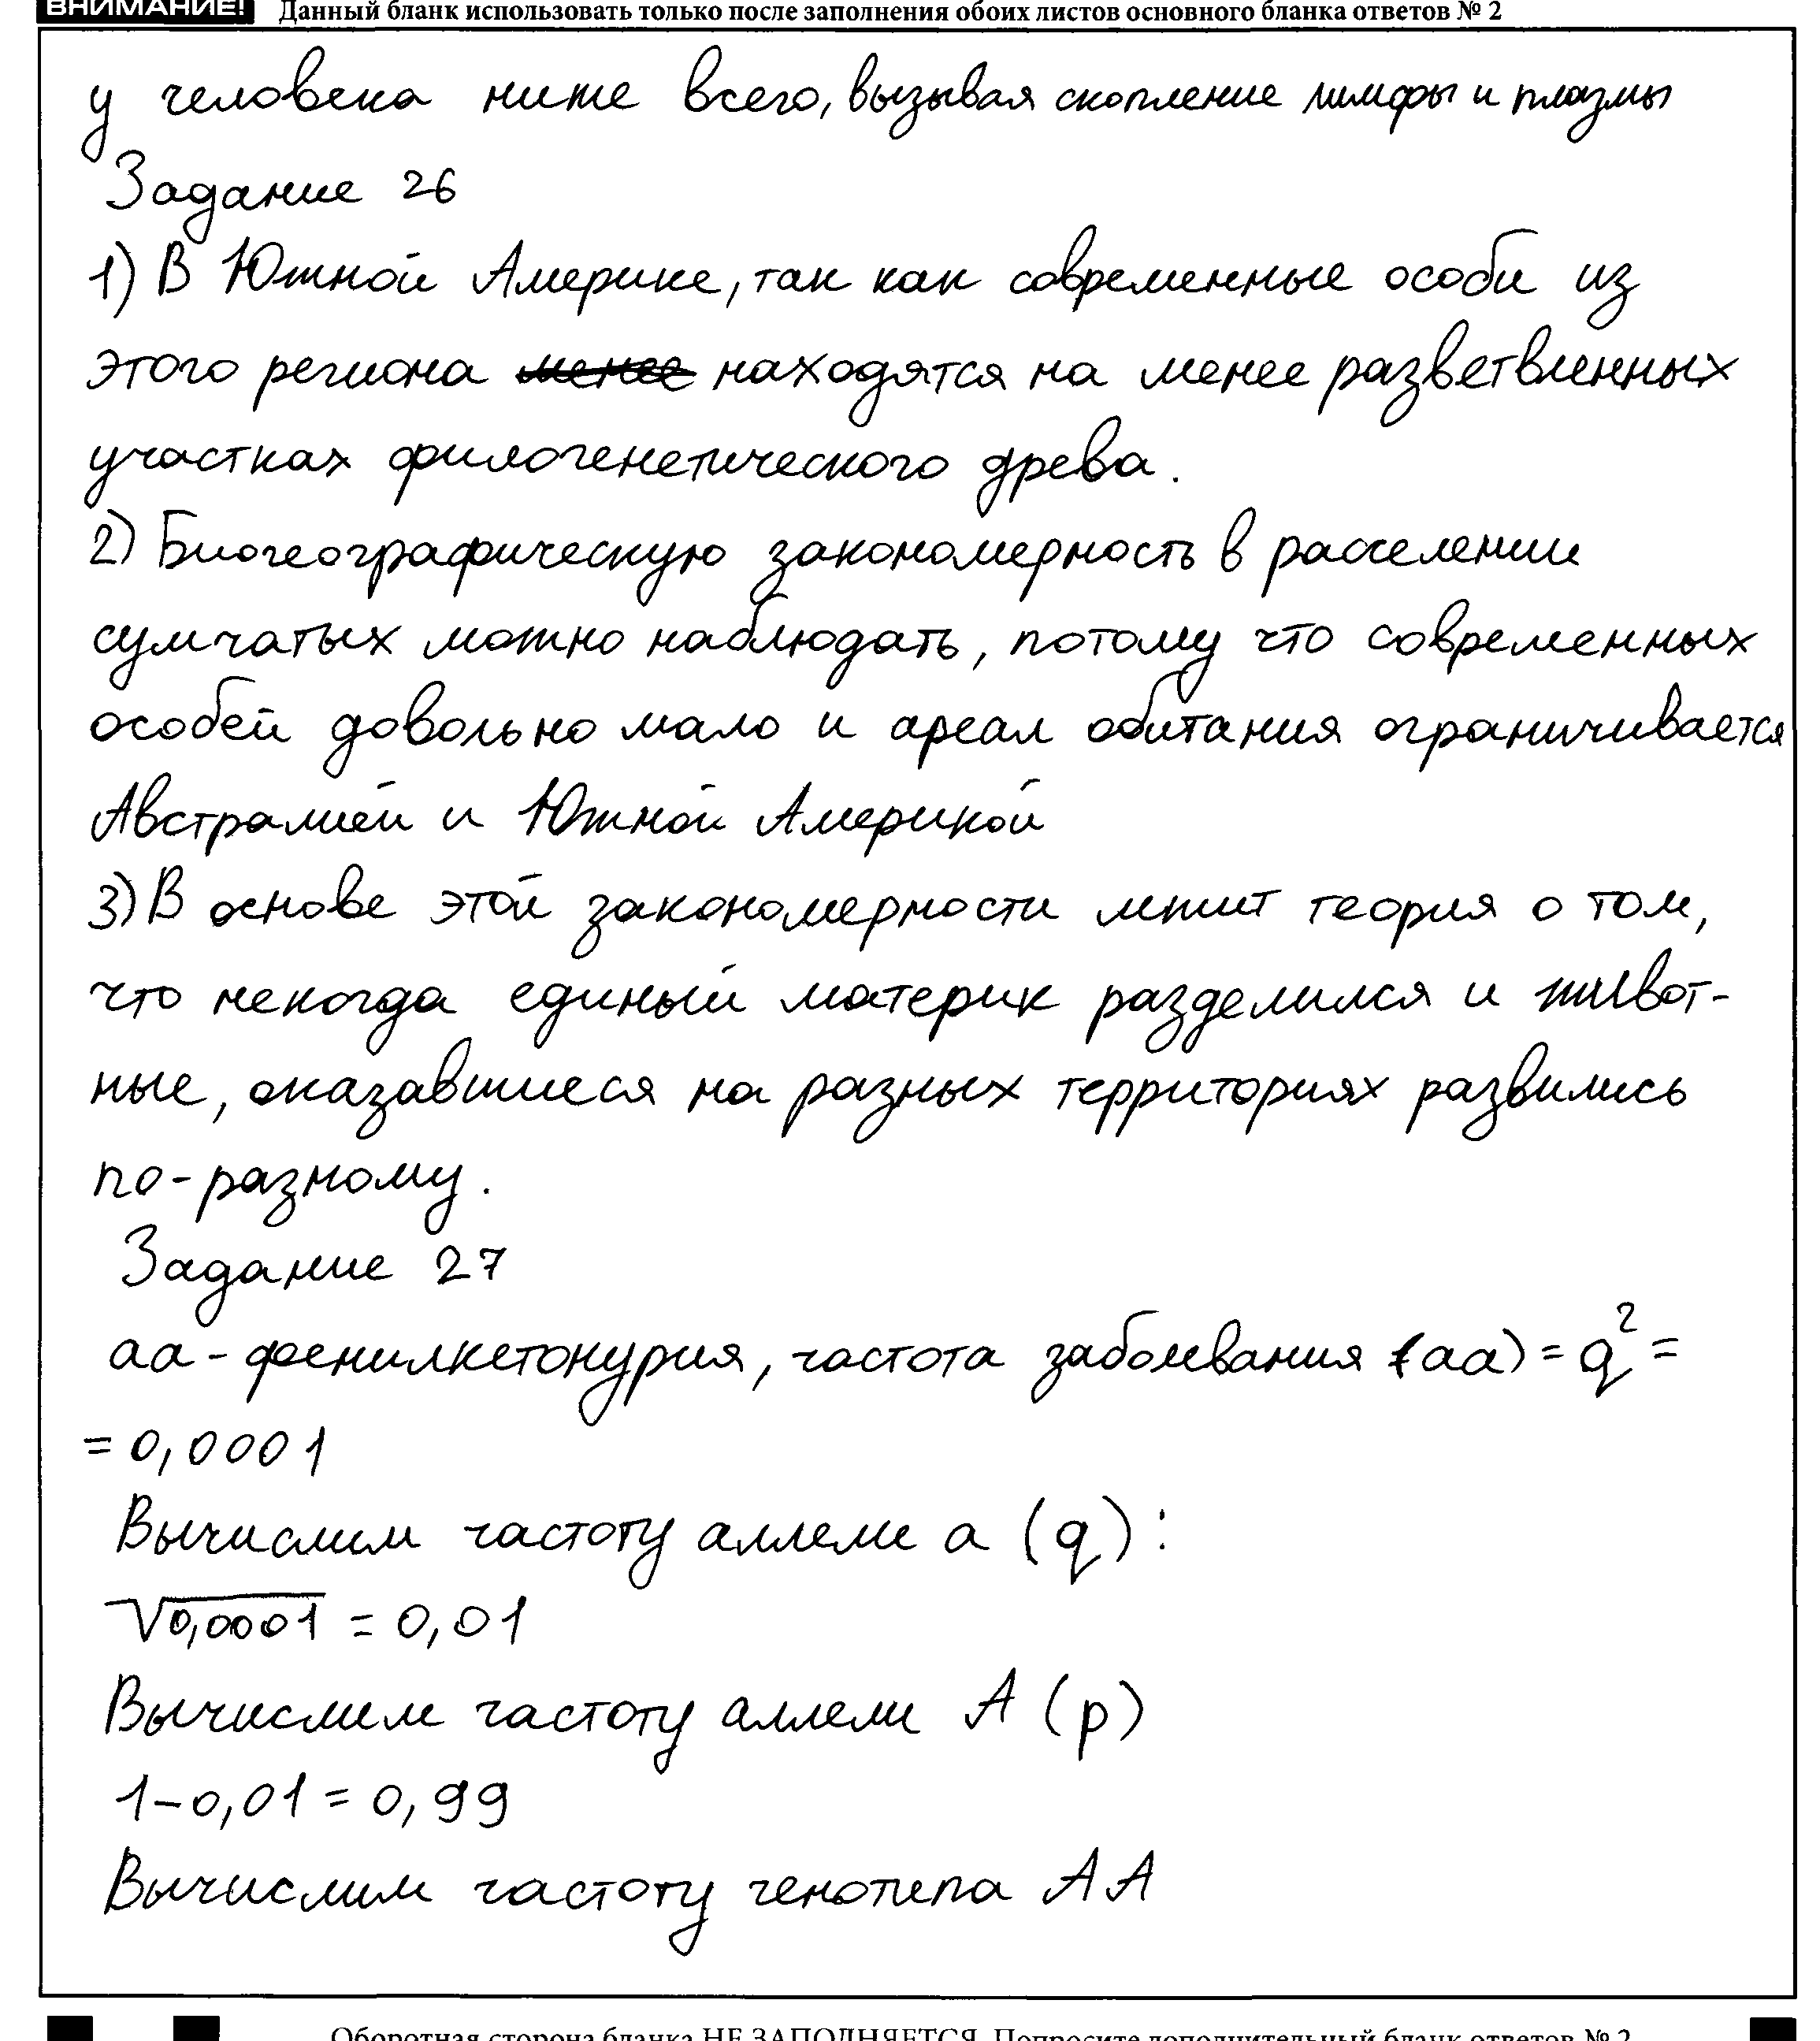 ВНИМАНИЕ! Данный бланк использовать только после заполнения обоих листов основного бланка ответов № 2
у человека ниже всего, вызывая скопление лимфы и плазмы
Задание 26
1) В Южной Америке, так как современные особи из
этого региона менее находятся на менее разветвленных
участках филогенетического древа.
2) Биогеографическую закономерность в расселении
сумчатых можно наблюдать, потому что современных
особей довольно мало и ареал обитания ограничивается
Австралией и Южной Америкой
3) В основе этой закономерности лежит теория о том,
что некогда единый материк разделился и живот-
ные, оказавшиеся на разных территориях развились
по-разному.
Задание 27
аа - фенилкетонурия, частота заболевания (аа) = q² =
= 0,0001
Вычислим частоту аллели а (q) :
√0,0001 = 0,01
Вычислим частоту аллели А (р)
1-0,01 = 0,99
Вычислим частоту генотипа АА
Оборотная сторона бланка НЕ ЗАПОЛНЯЕТСЯ. Попросите дополнительный бланк ответов № 2